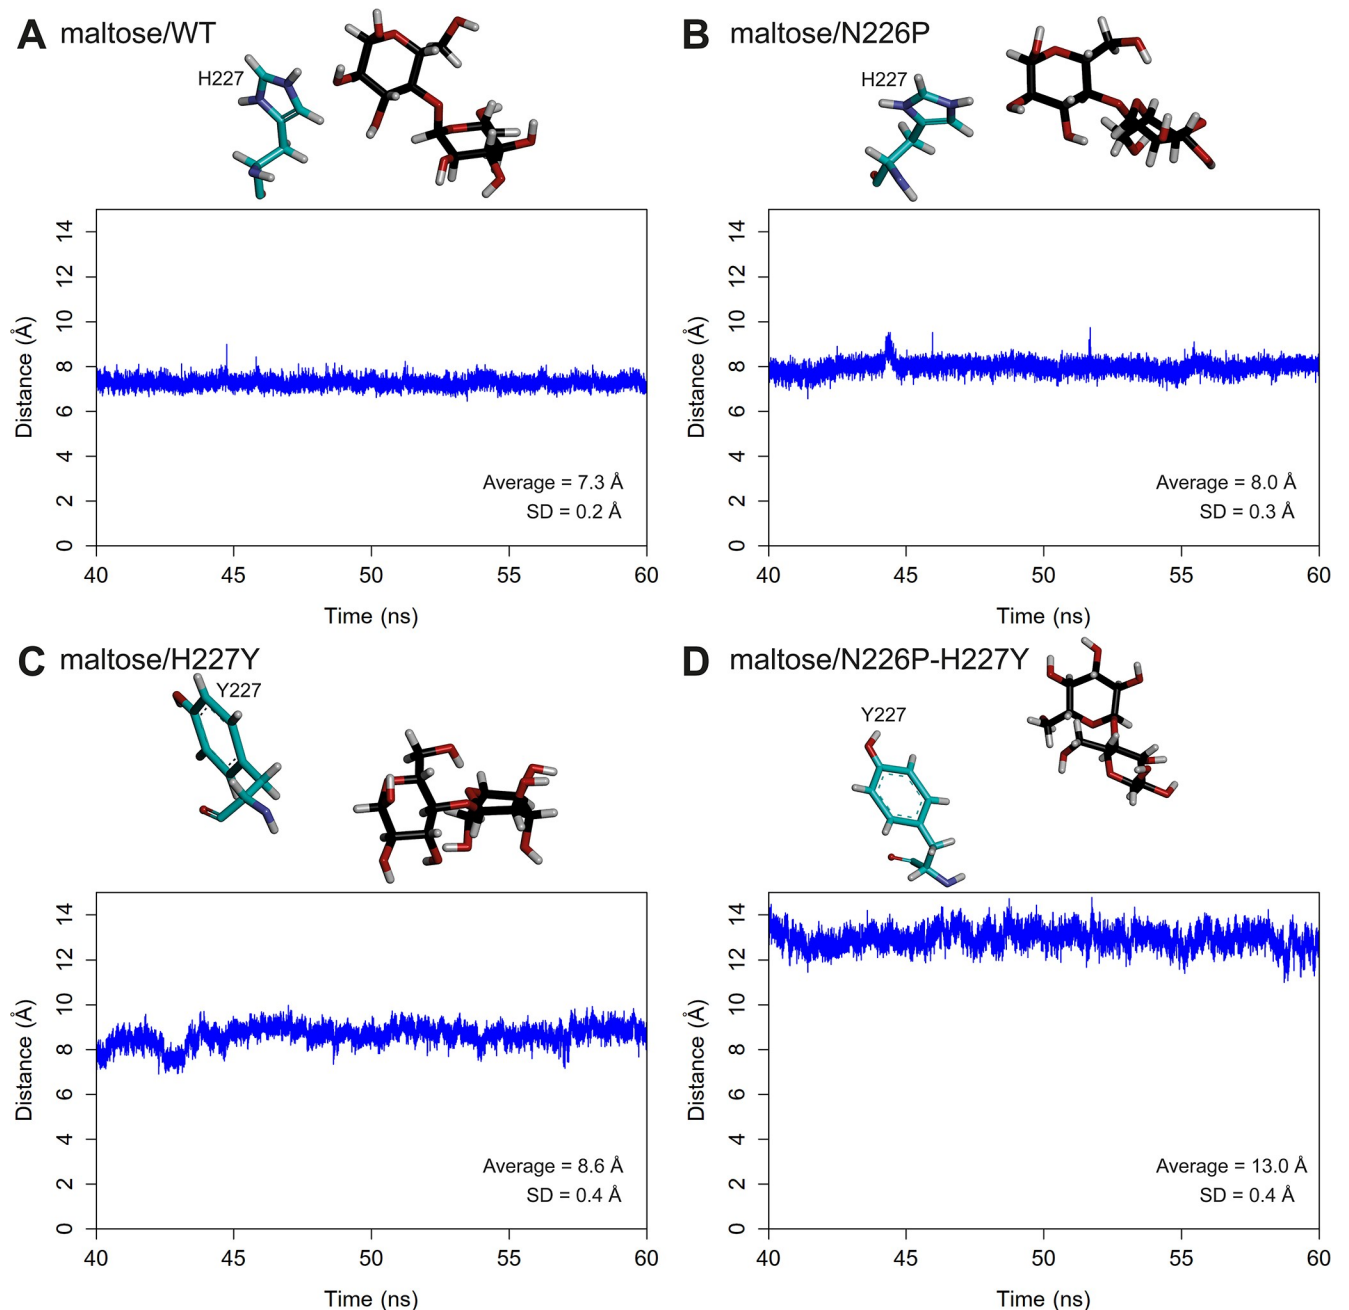 A maltose/WT
H227
14
12
10
8
6
4
2
0
Distance (Å)
Average = 7.3 Å
SD = 0.2 Å
40 45 50 55 60
Time (ns)
B maltose/N226P
H227
14
12
10
8
6
4
2
0
Distance (Å)
Average = 8.0 Å
SD = 0.3 Å
40 45 50 55 60
Time (ns)
C maltose/H227Y
Y227
14
12
10
8
6
4
2
0
Distance (Å)
Average = 8.6 Å
SD = 0.4 Å
40 45 50 55 60
Time (ns)
D maltose/N226P-H227Y
Y227
14
12
10
8
6
4
2
0
Distance (Å)
Average = 13.0 Å
SD = 0.4 Å
40 45 50 55 60
Time (ns)